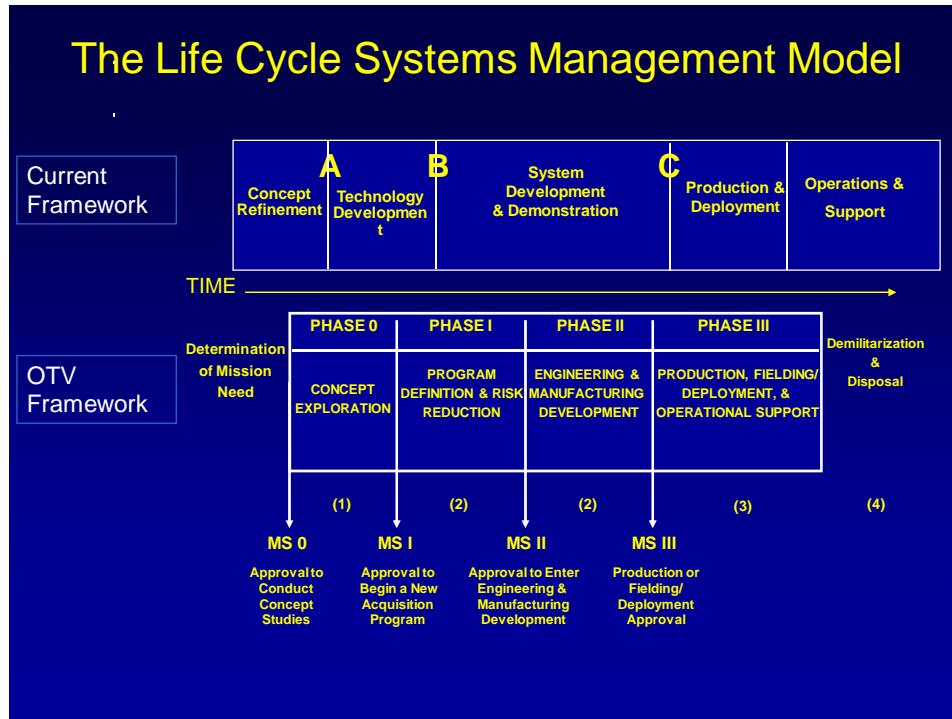 The Life Cycle Systems Management Model
Current
Framework
A
B
C
Concept
Refinement
Technology
Developmen
t
System
Development
& Demonstration
Production &
Deployment
Operations &
Support
TIME
OTV
Framework
Determination
of Mission
Need
PHASE 0
PHASE I
PHASE II
PHASE III
CONCEPT
EXPLORATION
PROGRAM
DEFINITION & RISK
REDUCTION
ENGINEERING &
MANUFACTURING
DEVELOPMENT
PRODUCTION, FIELDING/
DEPLOYMENT, &
OPERATIONAL SUPPORT
Demilitarization
&
Disposal
(1)
(2)
(2)
(3)
(4)
MS 0
Approval to
Conduct
Concept
Studies
MS I
Approval to
Begin a New
Acquisition
Program
MS II
Approval to Enter
Engineering &
Manufacturing
Development
MS III
Production or
Fielding/
Deployment
Approval